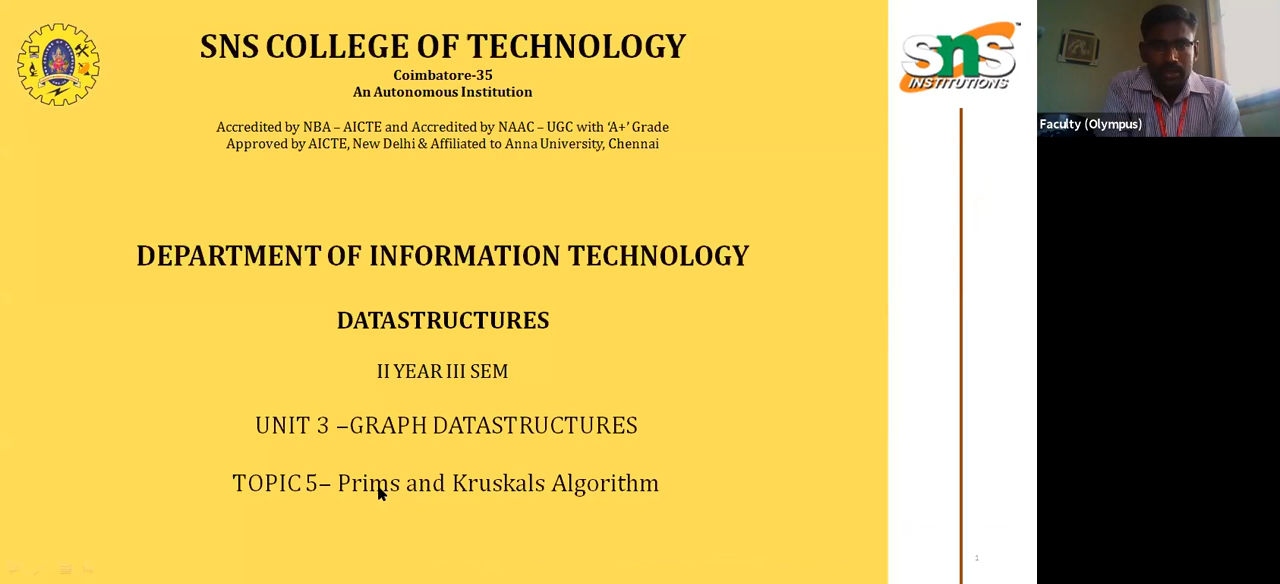 SNS COLLEGE OF TECHNOLOGY
Coimbatore-35
An Autonomous Institution
Accredited by NBA – AICTE and Accredited by NAAC – UGC with ‘A+’ Grade
Approved by AICTE, New Delhi & Affiliated to Anna University, Chennai
DEPARTMENT OF INFORMATION TECHNOLOGY
DATASTRUCTURES
II YEAR III SEM
UNIT 3 –GRAPH DATASTRUCTURES
TOPIC 5– Prims and Kruskals Algorithm
sns
INSTITUTIONS
TM
1
Faculty (Olympus)